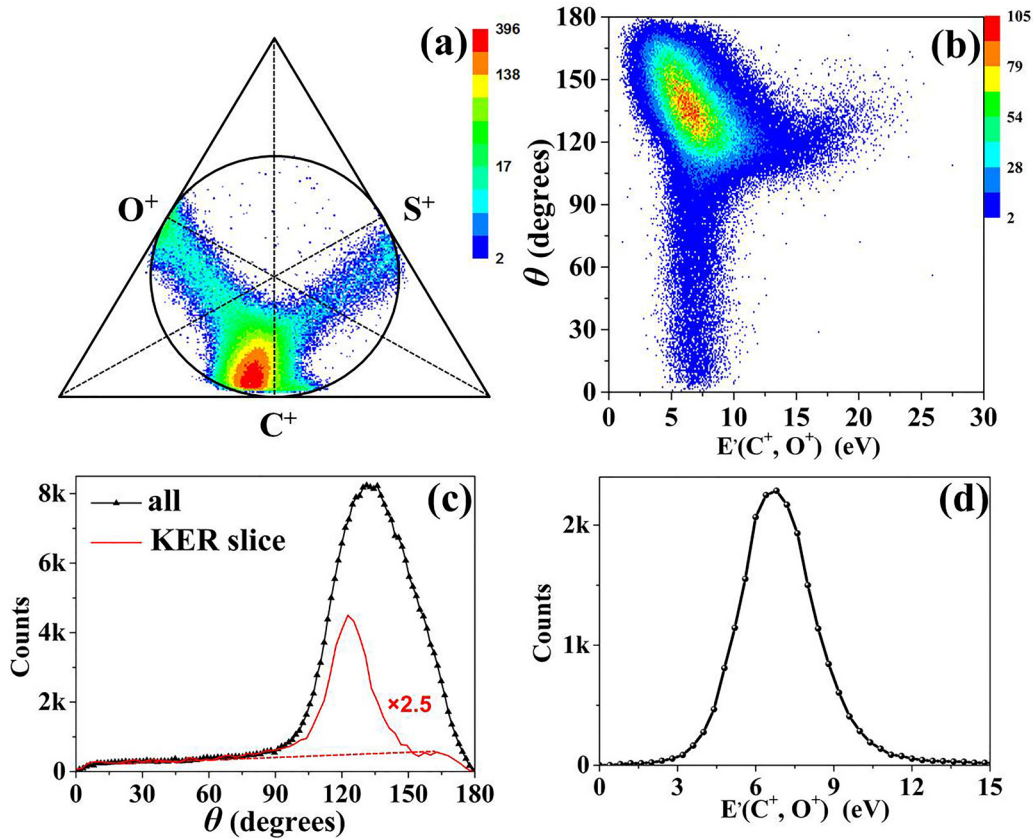 (a)
396
138
17
2
O+
S+
C+
(b)
180
150
120
90
60
30
0
θ (degrees)
0 5 10 15 20 25 30
E'(C+, O+) (eV)
105
79
54
28
2
(c)
all
KER slice
×2.5
8k
6k
4k
2k
0
Counts
0 30 60 90 120 150 180
θ (degrees)
(d)
2k
1k
0
Counts
0 3 6 9 12 15
E'(C+, O+) (eV)